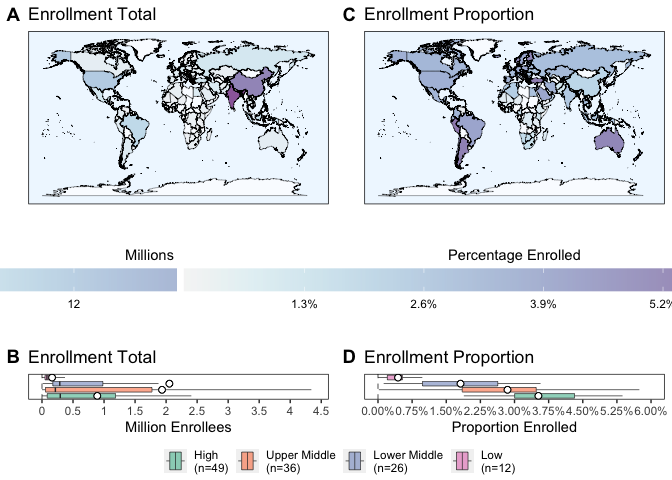 A Enrollment Total
C Enrollment Proportion
Millions
12
Percentage Enrolled
1.3% 2.6% 3.9% 5.2%
B Enrollment Total
0 0.5 1 1.5 2 2.5 3 3.5 4 4.5
Million Enrollees
D Enrollment Proportion
0.00% 0.75% 1.50% 2.25% 3.00% 3.75% 4.50% 5.25% 6.00%
Proportion Enrolled
High
(n=49)
Upper Middle
(n=36)
Lower Middle
(n=26)
Low
(n=12)